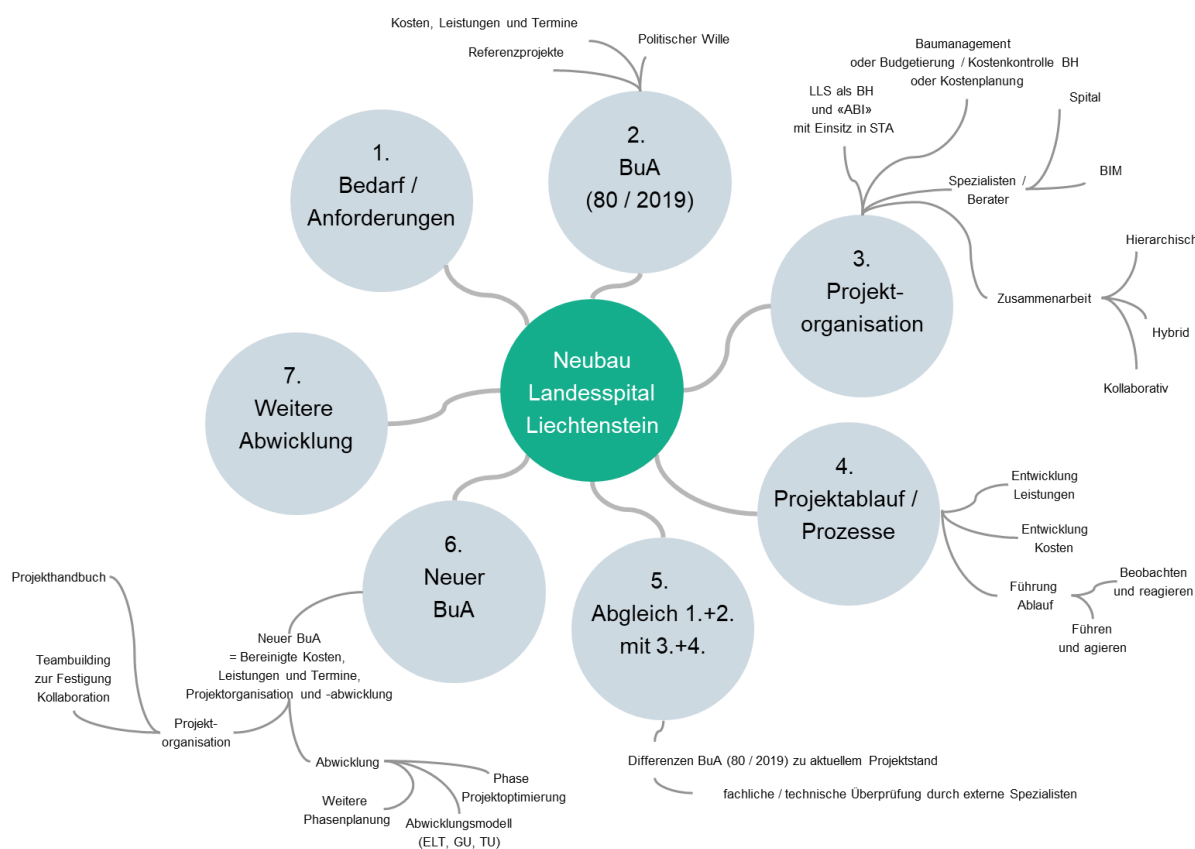 Kosten, Leistungen und Termine
Referenzprojekte
Politischer Wille
Baumanagement
oder Budgetierung / Kostenkontrolle BH
oder Kostenplanung
LLS als BH
und «ABI»
mit Einsitz in STA
Spital
Spezialisten /
Berater
BIM
Hierarchisch
Zusammenarbeit
Hybrid
Kollaborativ
1.
Bedarf /
Anforderungen
2.
BuA
(80 / 2019)
3.
Projekt-
organisation
Neubau
Landesspital
Liechtenstein
7.
Weitere
Abwicklung
4.
Projektablauf /
Prozesse
Entwicklung
Leistungen
Entwicklung
Kosten
Führung
Ablauf
Beobachten
und reagieren
Führen
und agieren
6.
Neuer
BuA
5.
Abgleich 1.+2.
mit 3.+4.
Projekthandbuch
Neuer BuA
= Bereinigte Kosten,
Leistungen und Termine,
Projektorganisation und -abwicklung
Teambuilding
zur Festigung
Kollaboration
Projekt-
organisation
Abwicklung
Phase
Projektoptimierung
Weitere
Phasenplanung
Abwicklungsmodell
(ELT, GU, TU)
Differenzen BuA (80 / 2019) zu aktuellem Projektstand
fachliche / technische Überprüfung durch externe Spezialisten